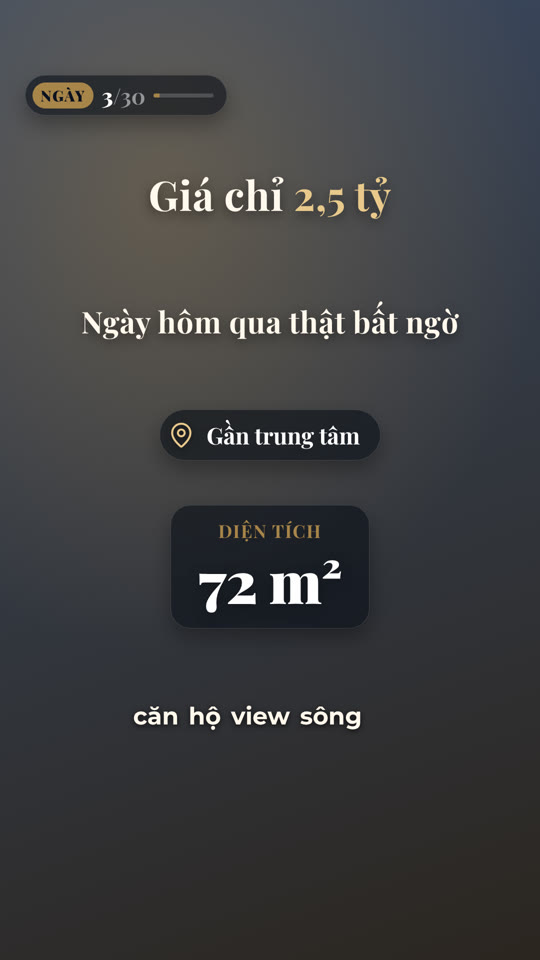 NGÀY 3/30
Giá chỉ 2,5 tỷ
Ngày hôm qua thật bất ngờ
Gần trung tâm
DIỆN TÍCH
72 m²
căn hộ view sông